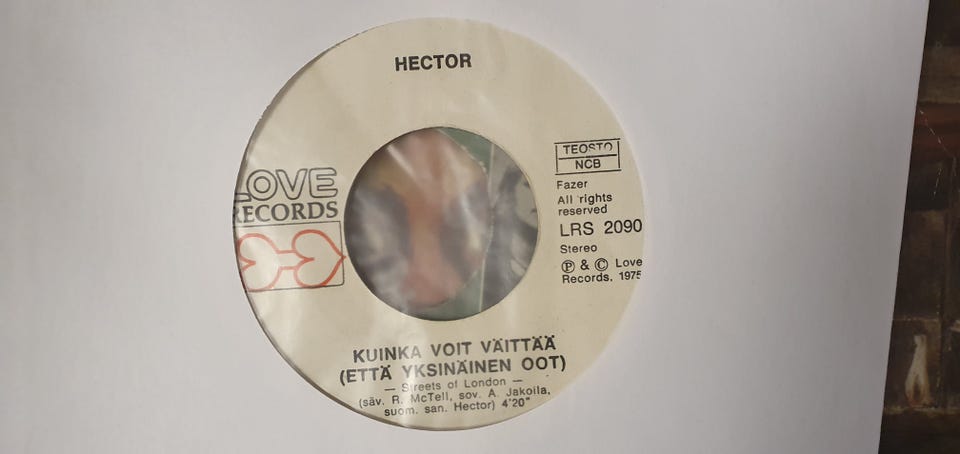 HECTOR
LOVE
RECORDS
TEOSTO
NCB
Fazer
All rights
reserved
LRS 2090
Stereo
Ⓟ & © Love
Records. 1975
KUINKA VOIT VÄITTÄÄ
(ETTÄ YKSINÄINEN OOT)
— Streets of London —
(säv. R. McTell, sov. A. Jakoila,
suom. san. Hector) 4'20"